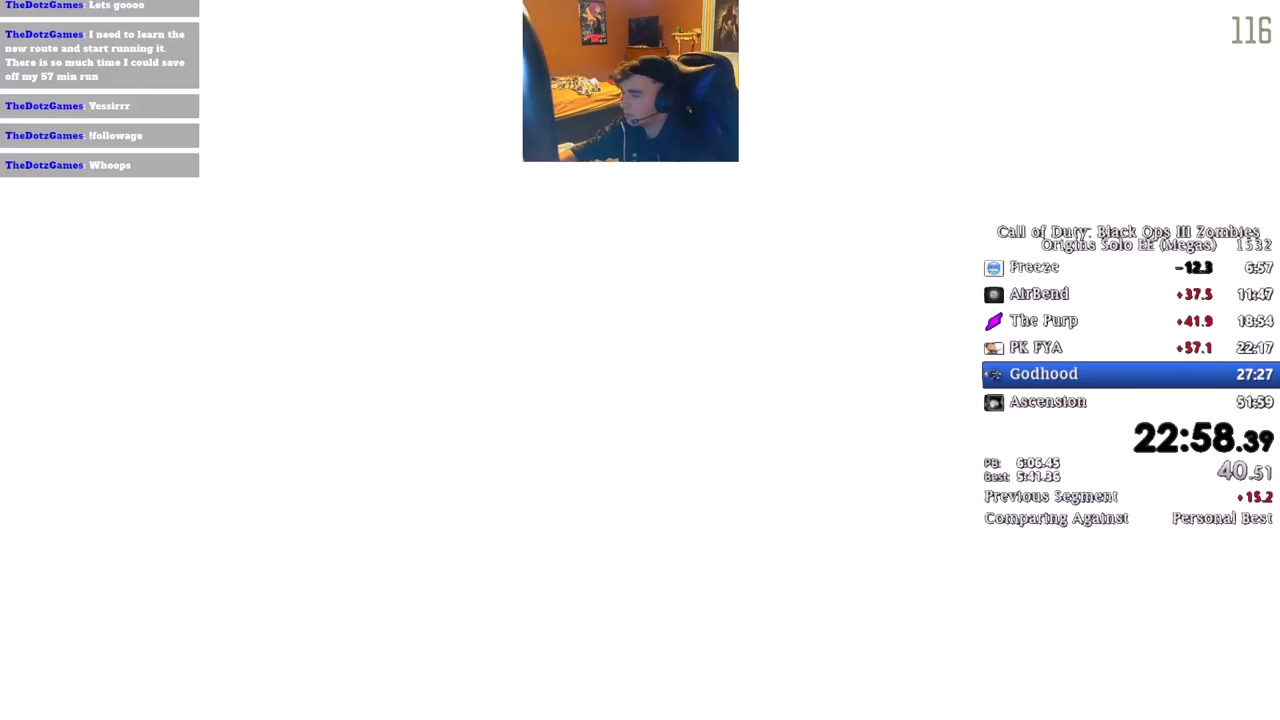 TheDotzGames: Lets goooo
TheDotzGames: I need to learn the
new route and start running it.
There is so much time I could save
off my 57 min run
TheDotzGames: Yessirrr
TheDotzGames: !followage
TheDotzGames: Whoops
116
Call of Duty: Black Ops III Zombies
Origins Solo EE (Megas) 1532
Freeze -12.3 6:57
AirBend +37.5 11:47
The Purp +41.9 18:54
PK FYA +57.1 22:17
Godhood 27:27
Ascension 51:59
22:58.39
PB: 6:06.45
Best: 5:41.36
40.51
Previous Segment +15.2
Comparing Against Personal Best